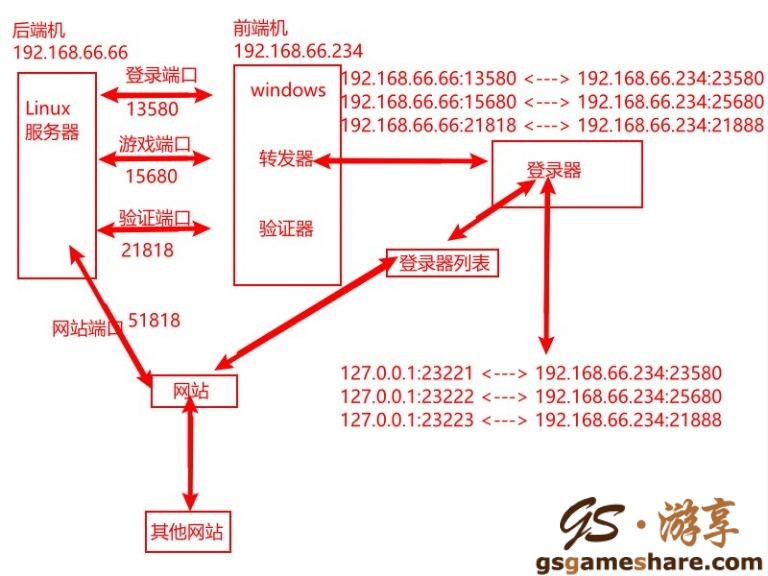 后端机
192.168.66.66
前端机
192.168.66.234
Linux
服务器
登录端口
13580
游戏端口
15680
验证端口
21818
windows
转发器
验证器
192.168.66.66:13580 <---> 192.168.66.234:23580
192.168.66.66:15680 <---> 192.168.66.234:25680
192.168.66.66:21818 <---> 192.168.66.234:21888
登录器
登录器列表
网站端口 51818
网站
127.0.0.1:23221 <---> 192.168.66.234:23580
127.0.0.1:23222 <---> 192.168.66.234:25680
127.0.0.1:23223 <---> 192.168.66.234:21888
其他网站
GS·游享
gsgameshare.com